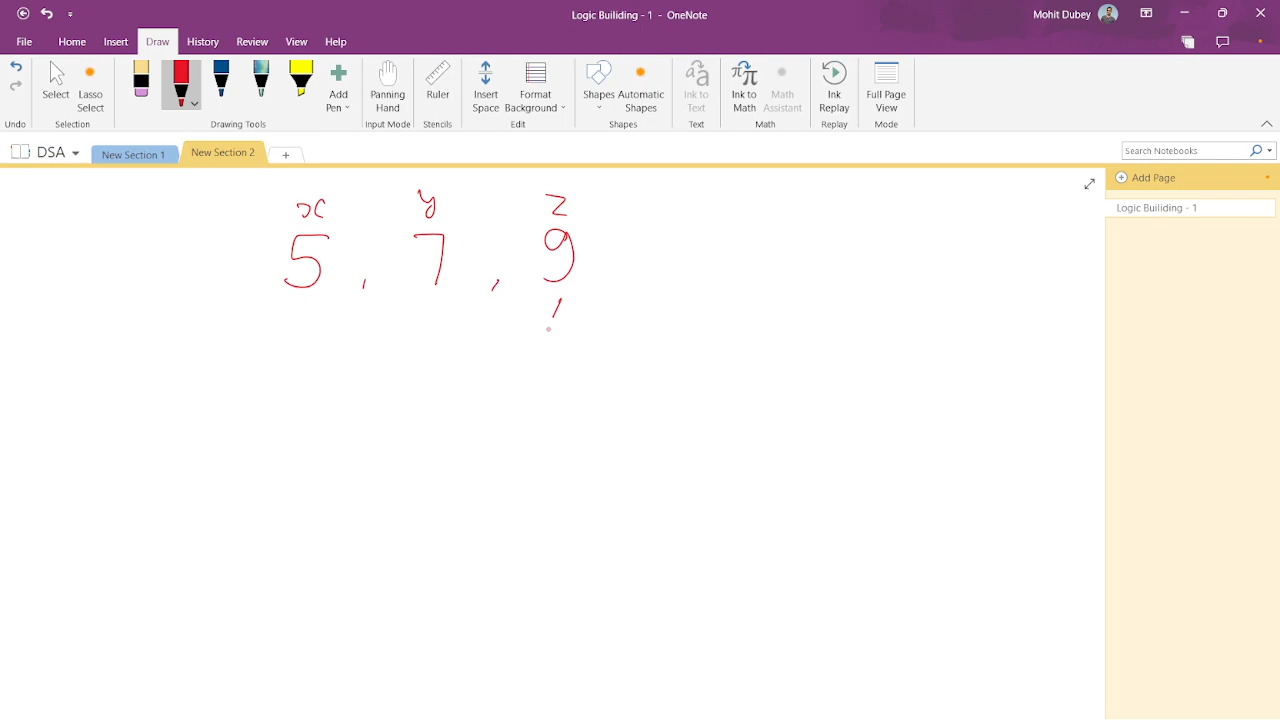 Logic Builiding - 1 - OneNote
Mohit Dubey
File Home Insert Draw History Review View Help
Undo
Select
Lasso Select
Add Pen
Panning Hand
Ruler
Insert Space
Format Background
Shapes
Automatic Shapes
Ink to Text
Ink to Math
Math Assistant
Ink Replay
Full Page View
Undo Selection Drawing Tools Input Mode Stencils Edit Shapes Text Math Replay Mode
DSA New Section 1 New Section 2 +
Search Notebooks
Add Page
Logic Builiding - 1
x y z
5 , 7 , 9